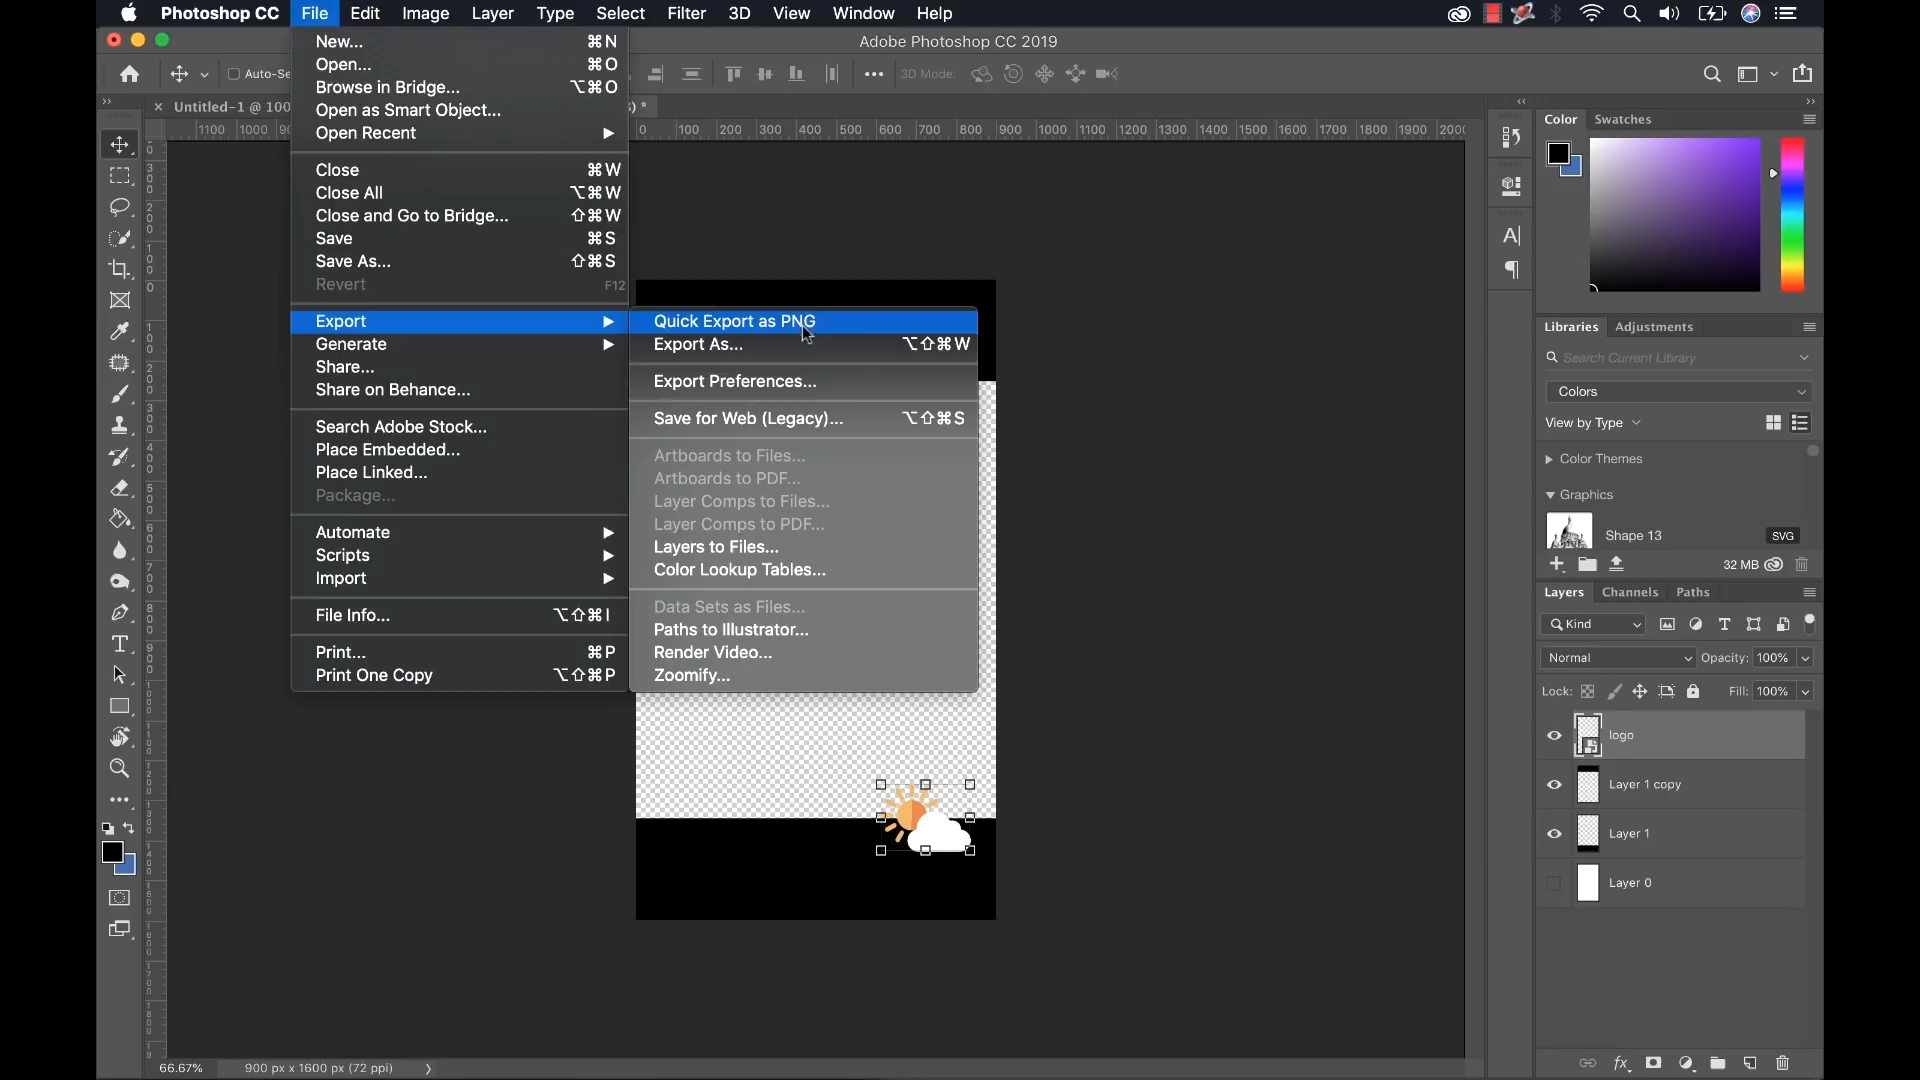 Photoshop CC File Edit Image Layer Type Select Filter 3D View Window Help
Adobe Photoshop CC 2019
Auto-Se
3D Mode:
Untitled-1 @ 100
) *
1100 1000 0 100 200 300 400 500 600 700 800 900 1000 1100 1200 1300 1400 1500 1600 1700 1800 1900
New... ⌘N
Open... ⌘O
Browse in Bridge... ⌥⌘O
Open as Smart Object...
Open Recent ▶
Close ⌘W
Close All ⌥⌘W
Close and Go to Bridge... ⇧⌘W
Save ⌘S
Save As... ⇧⌘S
Revert F12
Export ▶
Generate ▶
Share...
Share on Behance...
Search Adobe Stock...
Place Embedded...
Place Linked...
Package...
Automate ▶
Scripts ▶
Import ▶
File Info... ⌥⇧⌘I
Print... ⌘P
Print One Copy ⌥⇧⌘P
Quick Export as PNG
Export As... ⌥⇧⌘W
Export Preferences...
Save for Web (Legacy)... ⌥⇧⌘S
Artboards to Files...
Artboards to PDF...
Layer Comps to Files...
Layer Comps to PDF...
Layers to Files...
Color Lookup Tables...
Data Sets as Files...
Paths to Illustrator...
Render Video...
Zoomify...
Color Swatches
Libraries Adjustments
Search Current Library
Colors
View by Type
Color Themes
Graphics
Shape 13 SVG
32 MB
Layers Channels Paths
Kind
Normal Opacity: 100%
Lock: Fill: 100%
logo
Layer 1 copy
Layer 1
Layer 0
fx
66.67% 900 px x 1600 px (72 ppi)